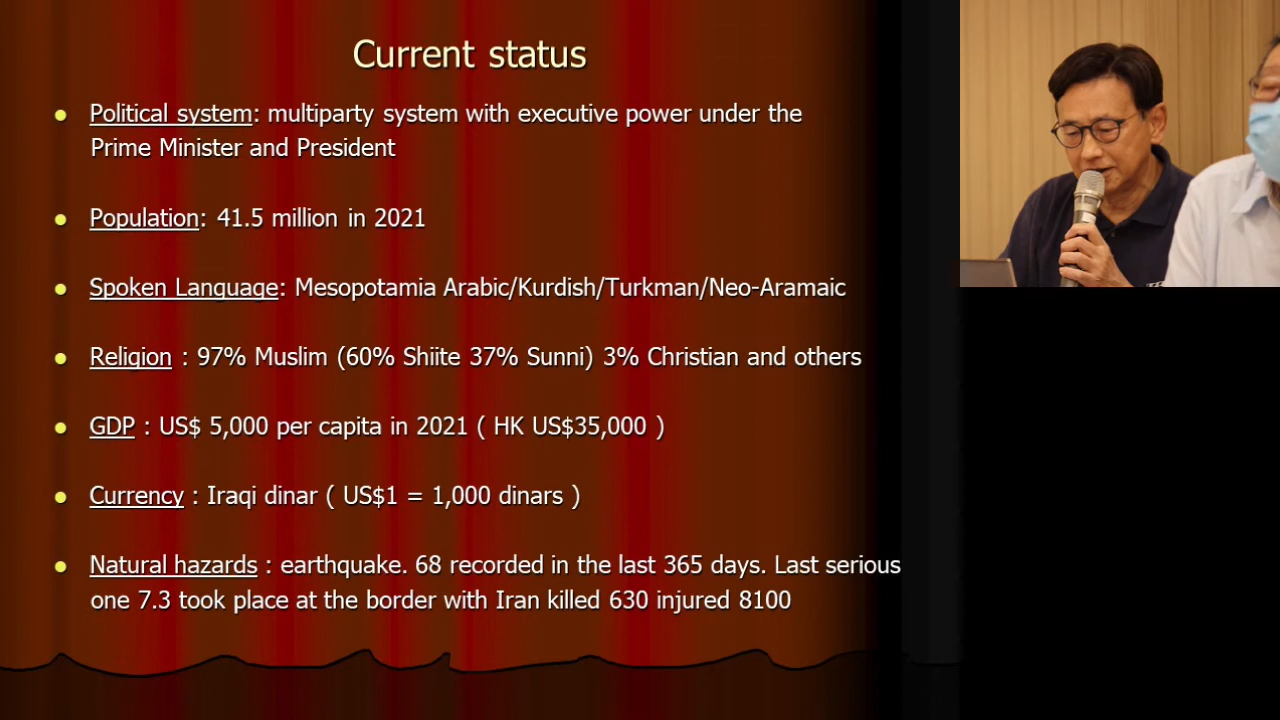 Current status
Political system: multiparty system with executive power under the
Prime Minister and President
Population: 41.5 million in 2021
Spoken Language: Mesopotamia Arabic/Kurdish/Turkman/Neo-Aramaic
Religion : 97% Muslim (60% Shiite 37% Sunni) 3% Christian and others
GDP : US$ 5,000 per capita in 2021 ( HK US$35,000 )
Currency : Iraqi dinar ( US$1 = 1,000 dinars )
Natural hazards : earthquake. 68 recorded in the last 365 days. Last serious
one 7.3 took place at the border with Iran killed 630 injured 8100